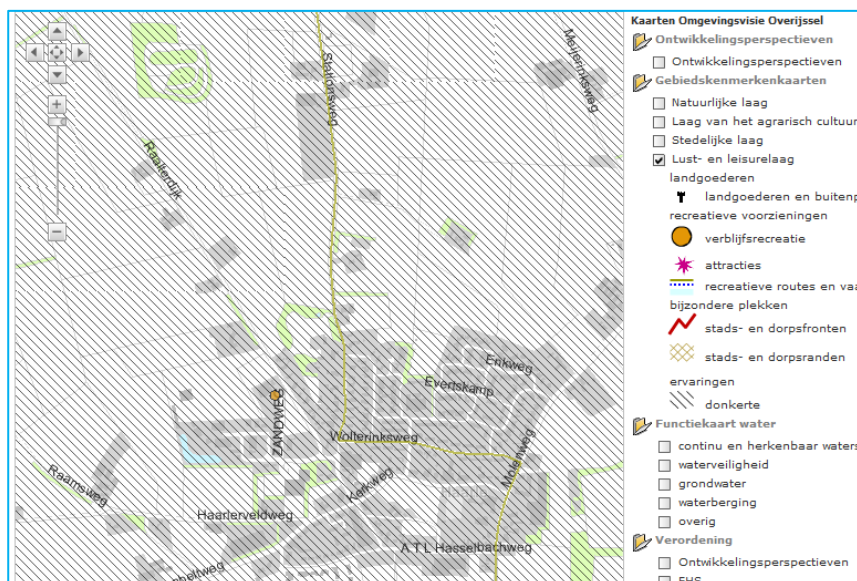 Stationsweg
Meijerinksweg
Raalterdijk
Enkweg
Evertskamp
ZANDWEG
Wolterinksweg
Molenweg
Kerkweg
Haarle
Raamsweg
Haarlerveldweg
A T L Hasselbachweg
beltweg
Kaarten Omgevingsvisie Overijssel
Ontwikkelingsperspectieven
Ontwikkelingsperspectieven
Gebiedskenmerkenkaarten
Natuurlijke laag
Laag van het agrarisch cultuur
Stedelijke laag
Lust- en leisurelaag
landgoederen
landgoederen en buitenp
recreatieve voorzieningen
verblijfsrecreatie
attracties
recreatieve routes en vaa
bijzondere plekken
stads- en dorpsfronten
stads- en dorpsranden
ervaringen
donkerte
Functiekaart water
continu en herkenbaar waters
waterveiligheid
grondwater
waterberging
overig
Verordening
Ontwikkelingsperspectieven
EHS